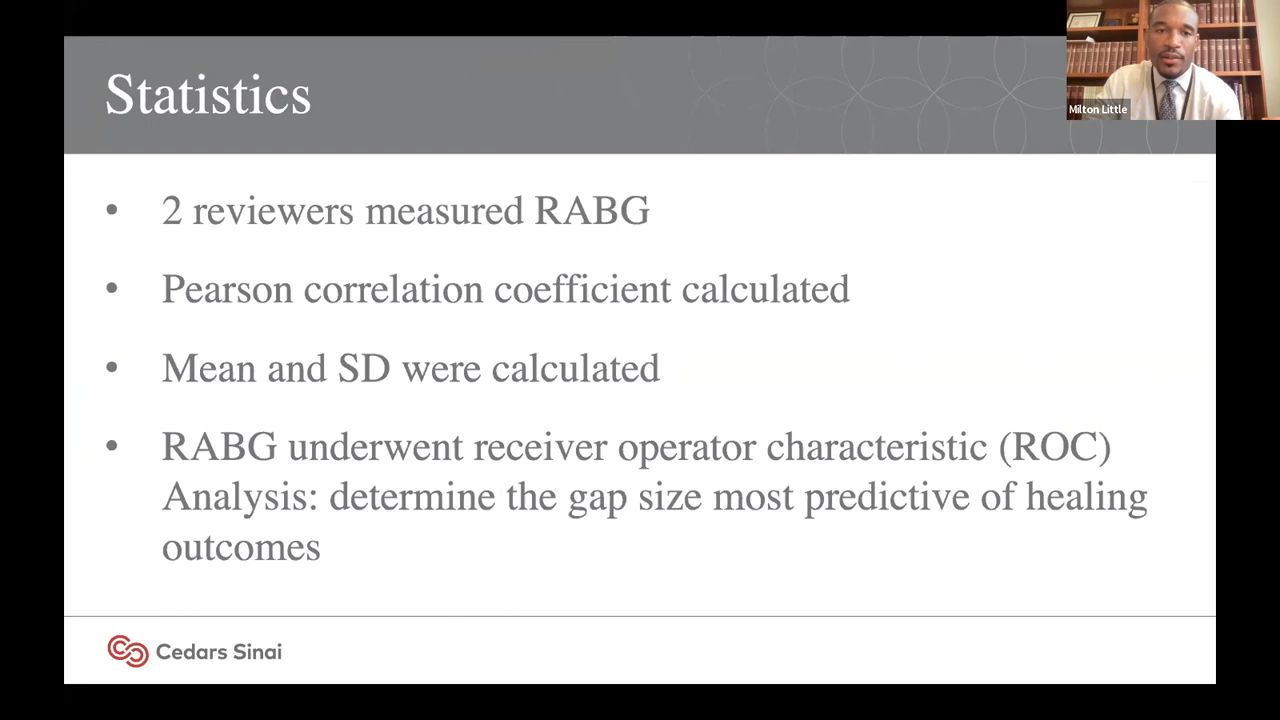 Statistics
Milton Little
• 2 reviewers measured RABG
• Pearson correlation coefficient calculated
• Mean and SD were calculated
• RABG underwent receiver operator characteristic (ROC)
Analysis: determine the gap size most predictive of healing
outcomes
Cedars Sinai